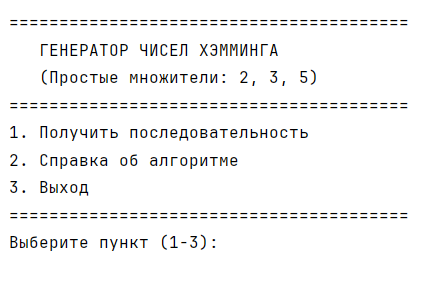 ========================================
ГЕНЕРАТОР ЧИСЕЛ ХЭММИНГА
(Простые множители: 2, 3, 5)
========================================
1. Получить последовательность
2. Справка об алгоритме
3. Выход
========================================
Выберите пункт (1-3):